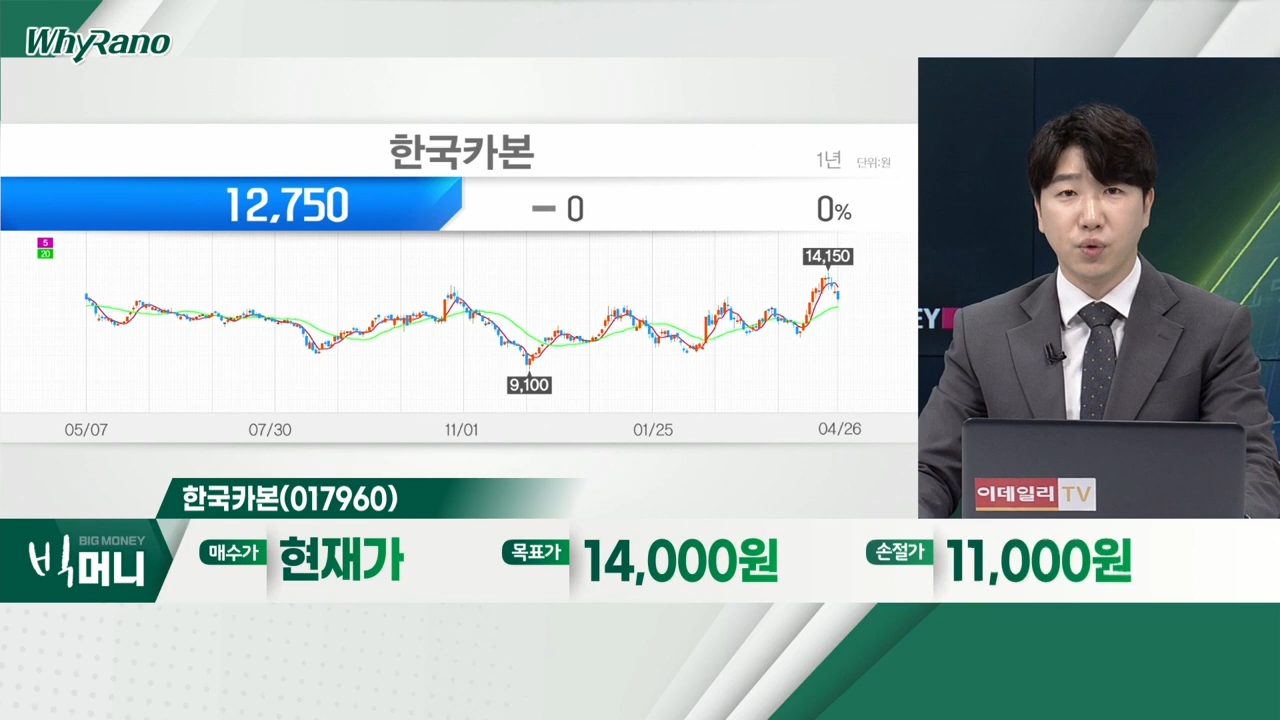 WhyRano
한국카본
1년 단위:원
12,750 0 0%
5
20
14,150
9,100
05/07 07/30 11/01 01/25 04/26
EY
이데일리TV
한국카본(017960)
BIG MONEY
빅머니
매수가 현재가 목표가 14,000원 손절가 11,000원